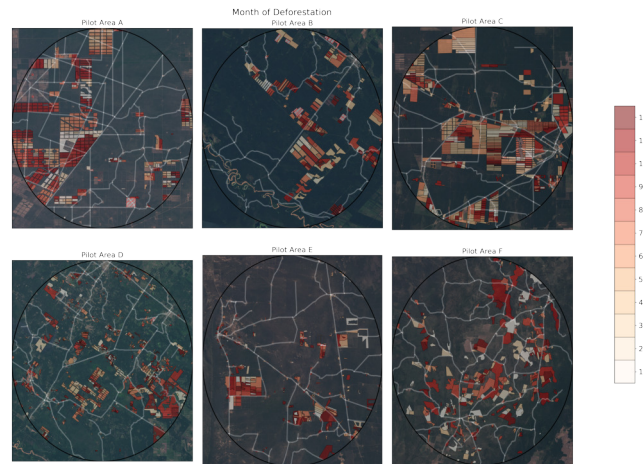 Month of Deforestation
Pilot Area A
Pilot Area B
Pilot Area C
Pilot Area D
Pilot Area E
Pilot Area F
9
8
7
6
5
4
3
2
1